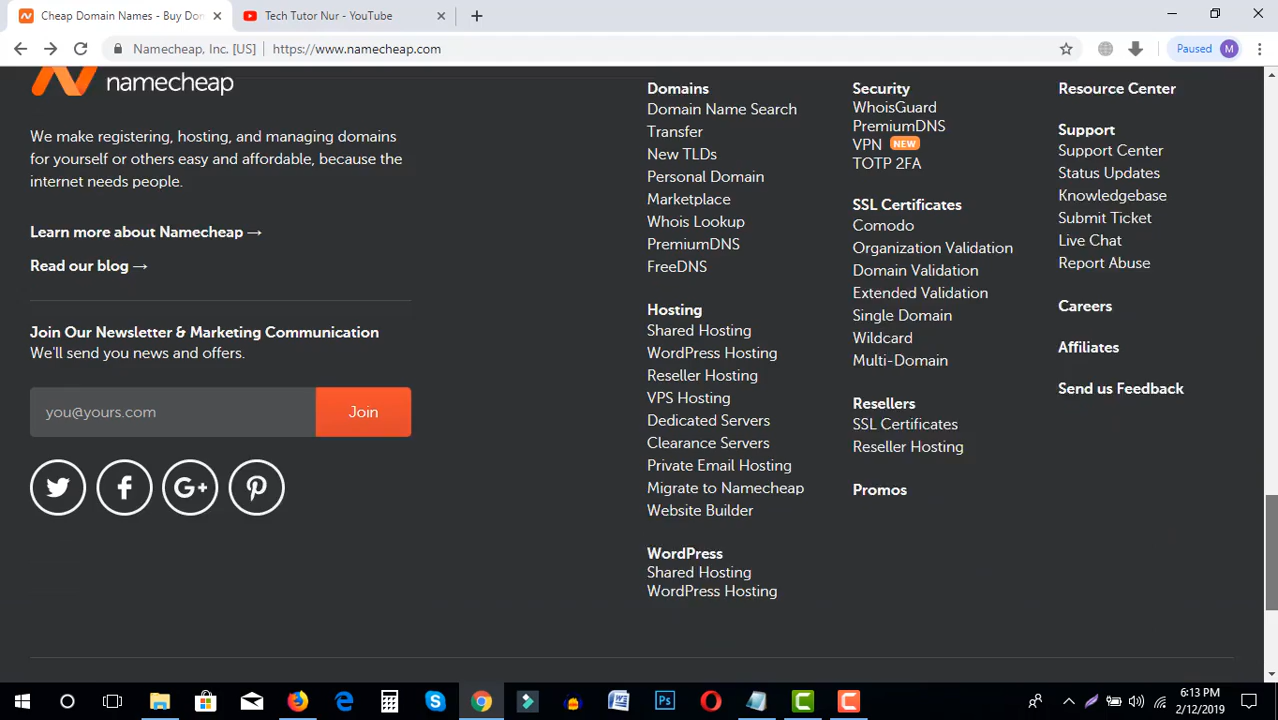 Cheap Domain Names - Buy Don
Tech Tutor Nur - YouTube
Namecheap, Inc. [US]
https://www.namecheap.com
Paused
M
namecheap
We make registering, hosting, and managing domains
for yourself or others easy and affordable, because the
internet needs people.
Learn more about Namecheap →
Read our blog →
Join Our Newsletter & Marketing Communication
We'll send you news and offers.
you@yours.com
Join
Domains
Domain Name Search
Transfer
New TLDs
Personal Domain
Marketplace
Whois Lookup
PremiumDNS
FreeDNS
Hosting
Shared Hosting
WordPress Hosting
Reseller Hosting
VPS Hosting
Dedicated Servers
Clearance Servers
Private Email Hosting
Migrate to Namecheap
Website Builder
WordPress
Shared Hosting
WordPress Hosting
Security
WhoisGuard
PremiumDNS
VPN NEW
TOTP 2FA
SSL Certificates
Comodo
Organization Validation
Domain Validation
Extended Validation
Single Domain
Wildcard
Multi-Domain
Resellers
SSL Certificates
Reseller Hosting
Promos
Resource Center
Support
Support Center
Status Updates
Knowledgebase
Submit Ticket
Live Chat
Report Abuse
Careers
Affiliates
Send us Feedback
6:13 PM
2/12/2019